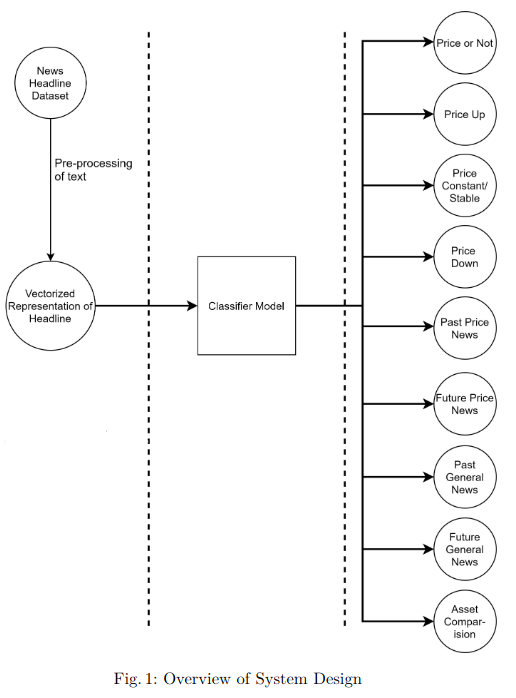 News
Headline
Dataset
Pre-processing
of text
Vectorized
Representation of
Headline
Classifier Model
Price or Not
Price Up
Price
Constant/
Stable
Price
Down
Past Price
News
Future Price
News
Past
General
News
Future
General
News
Asset
Compar-
ision
Fig. 1: Overview of System Design